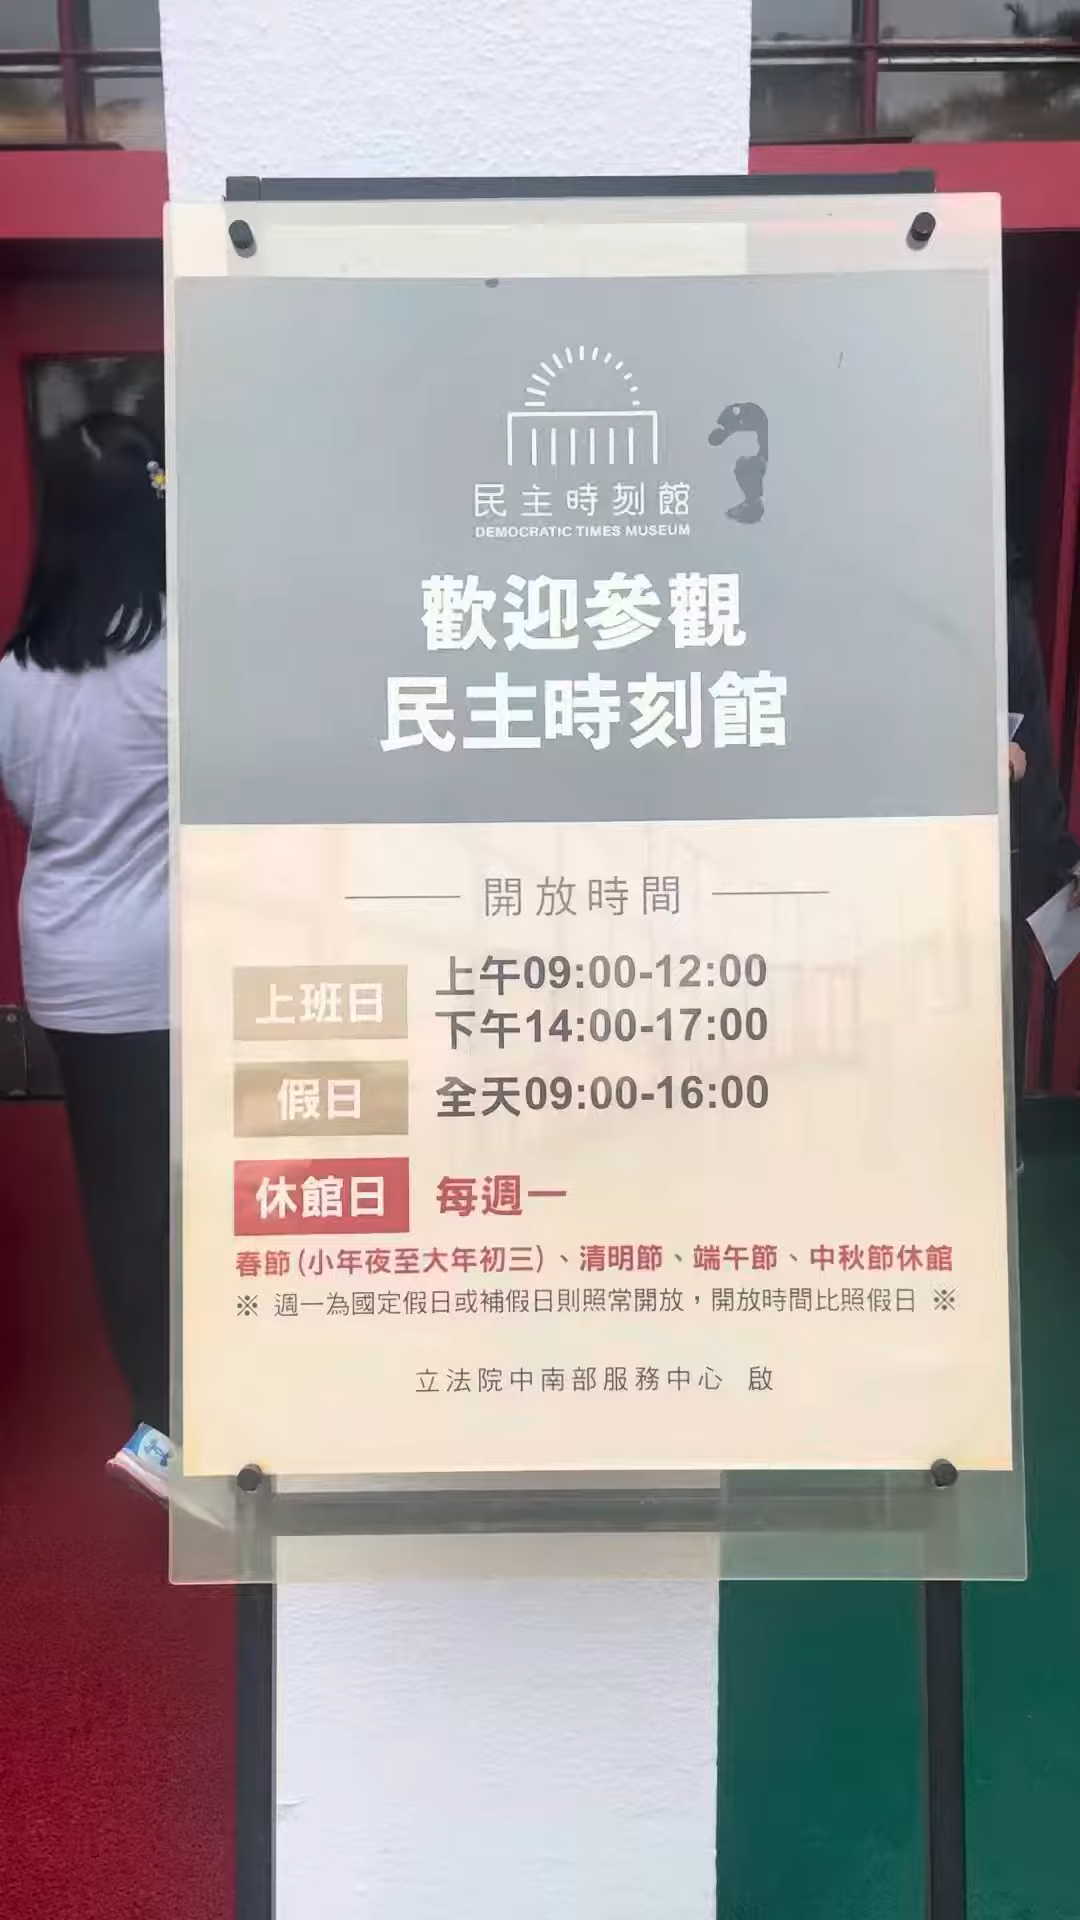 民主時刻館
DEMOCRATIC TIMES MUSEUM
歡迎參觀
民主時刻館
開放時間
上班日 上午09:00-12:00
下午14:00-17:00
假日 全天09:00-16:00
休館日 每週一
春節(小年夜至大年初三)、清明節、端午節、中秋節休館
※ 週一為國定假日或補假日則照常開放，開放時間比照假日 ※
立法院中南部服務中心 啟